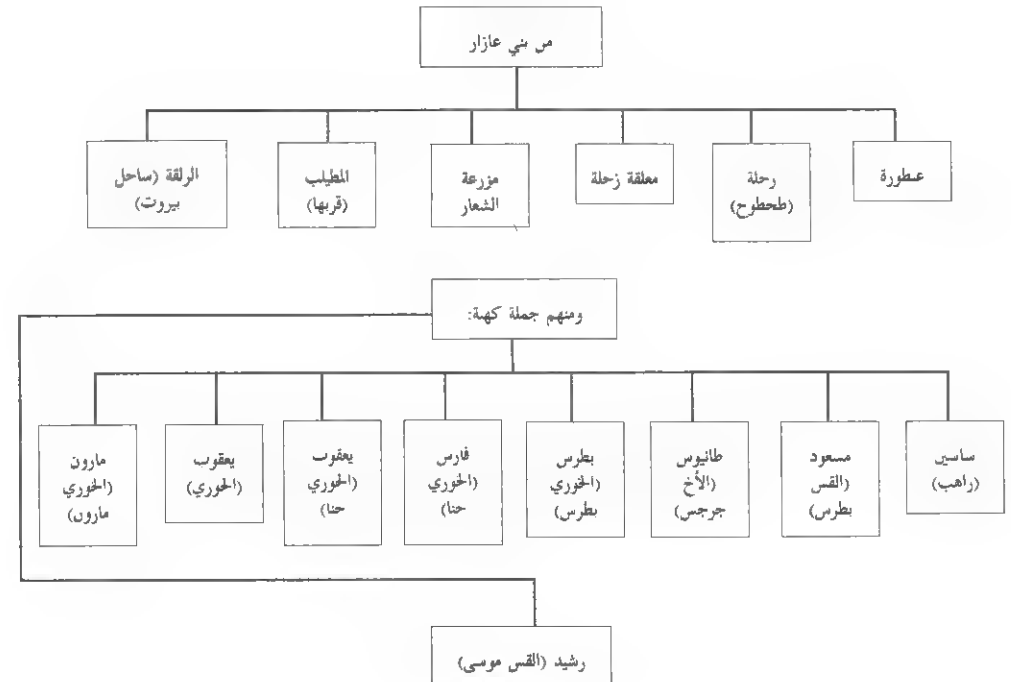 من بني عازار
عـطورة
رحلة
(طحطوح)
معلقة زحلة
مزرعة
الشعار
المطيلب
(قربها)
الرلقة (ساحل
بيروت)
ومنهم جملة كهنة:
ساسين
(راهب)
مسعود
(القس
بطرس)
طانيوس
(الأخ
جرجس)
بطرس
(الخوري
بطرس)
فارس
(الخوري
حنا)
يعقوب
(الخوري
حنا)
يعقوب
(الخوري)
مارون
(الخوري
مارون)
رشيد (القس موسى)